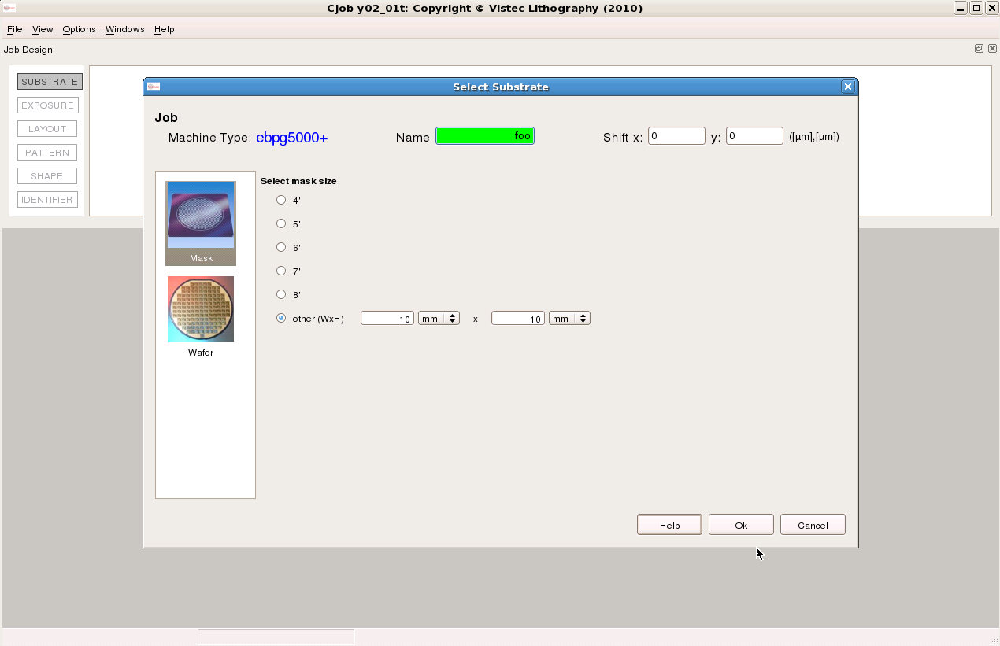 Cjob y02_01t: Copyright © Vistec Lithography (2010)
File View Options Windows Help
Job Design
SUBSTRATE
EXPOSURE
LAYOUT
PATTERN
SHAPE
IDENTIFIER
Select Substrate
Job
Machine Type: ebpg5000+ Name foo Shift x: 0 y: 0 ([µm],[µm])
Mask
Wafer
Select mask size
4'
5'
6'
7'
8'
other (WxH) 10 mm x 10 mm
Help Ok Cancel